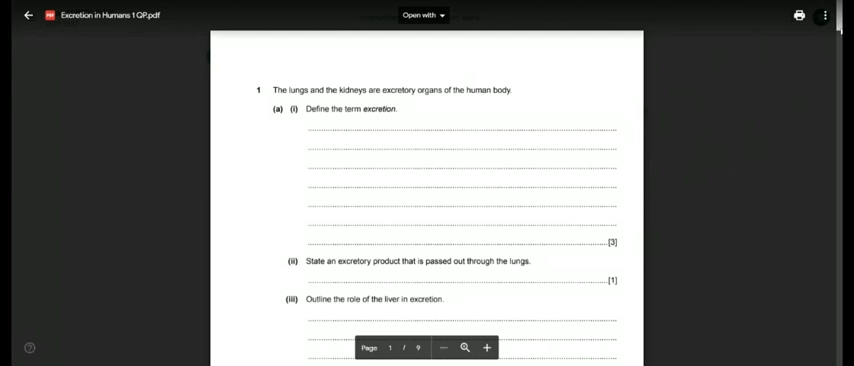 Excretion in Humans 1 QP.pdf
Open with
1 The lungs and the kidneys are excretory organs of the human body.
(a) (i) Define the term excretion.
[3]
(ii) State an excretory product that is passed out through the lungs.
[1]
(iii) Outline the role of the liver in excretion.
Page 1 / 9